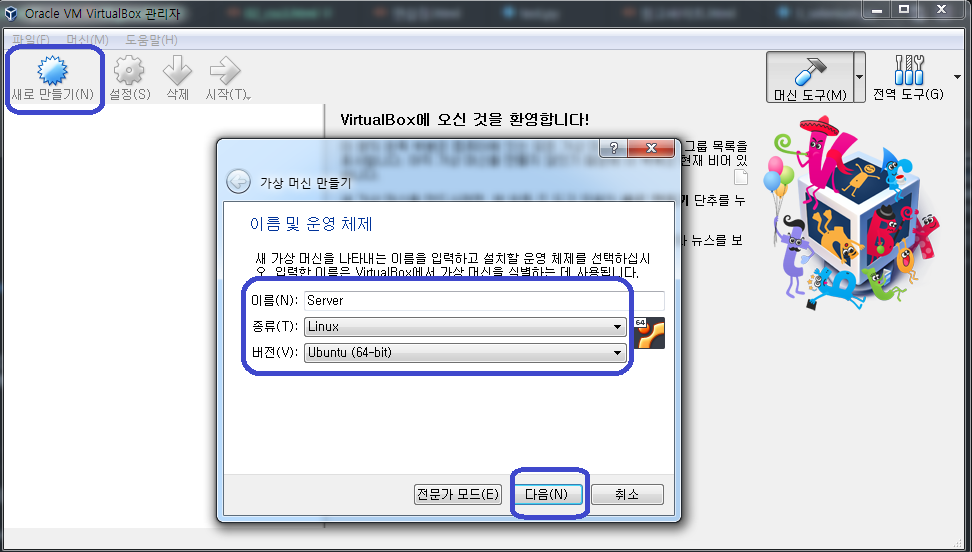 Oracle VM VirtualBox 관리자
파일(F) 머신(M) 도움말(H)
새로 만들기(N) 설정(S) 삭제 시작(T)
머신 도구(M) 전역 도구(G)
VirtualBox에 오신 것을 환영합니다!
그룹 목록을
현재 비어 있
단추를 누
뉴스를 보
가상 머신 만들기
이름 및 운영 체제
새 가상 머신을 나타내는 이름을 입력하고 설치할 운영 체제를 선택하십시
오. 입력한 이름은 VirtualBox에서 가상 머신을 식별하는 데 사용됩니다.
이름(N): Server
종류(T): Linux
64
버전(V): Ubuntu (64-bit)
전문가 모드(E) 다음(N) 취소